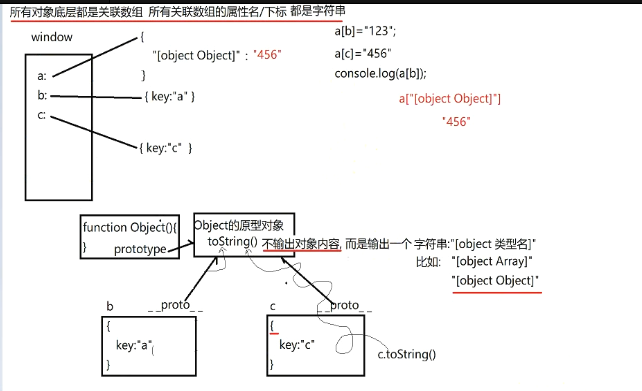 所有对象底层都是关联数组 所有关联数组的属性名/下标 都是字符串
window
a:
b:
c:
{
"[object Object]" : "456"
}
{ key:"a" }
{ key:"c" }
a[b]="123";
a[c]="456"
console.log(a[b]);
a["[object Object]"]
"456"
function Object(){
}
prototype
Object的原型对象
toString()
不输出对象内容, 而是输出一个 字符串:"[object 类型名]"
比如: "[object Array]"
"[object Object]"
b
__proto__
{
key:"a"
}
c
__proto__
{
key:"c"
}
c.toString()